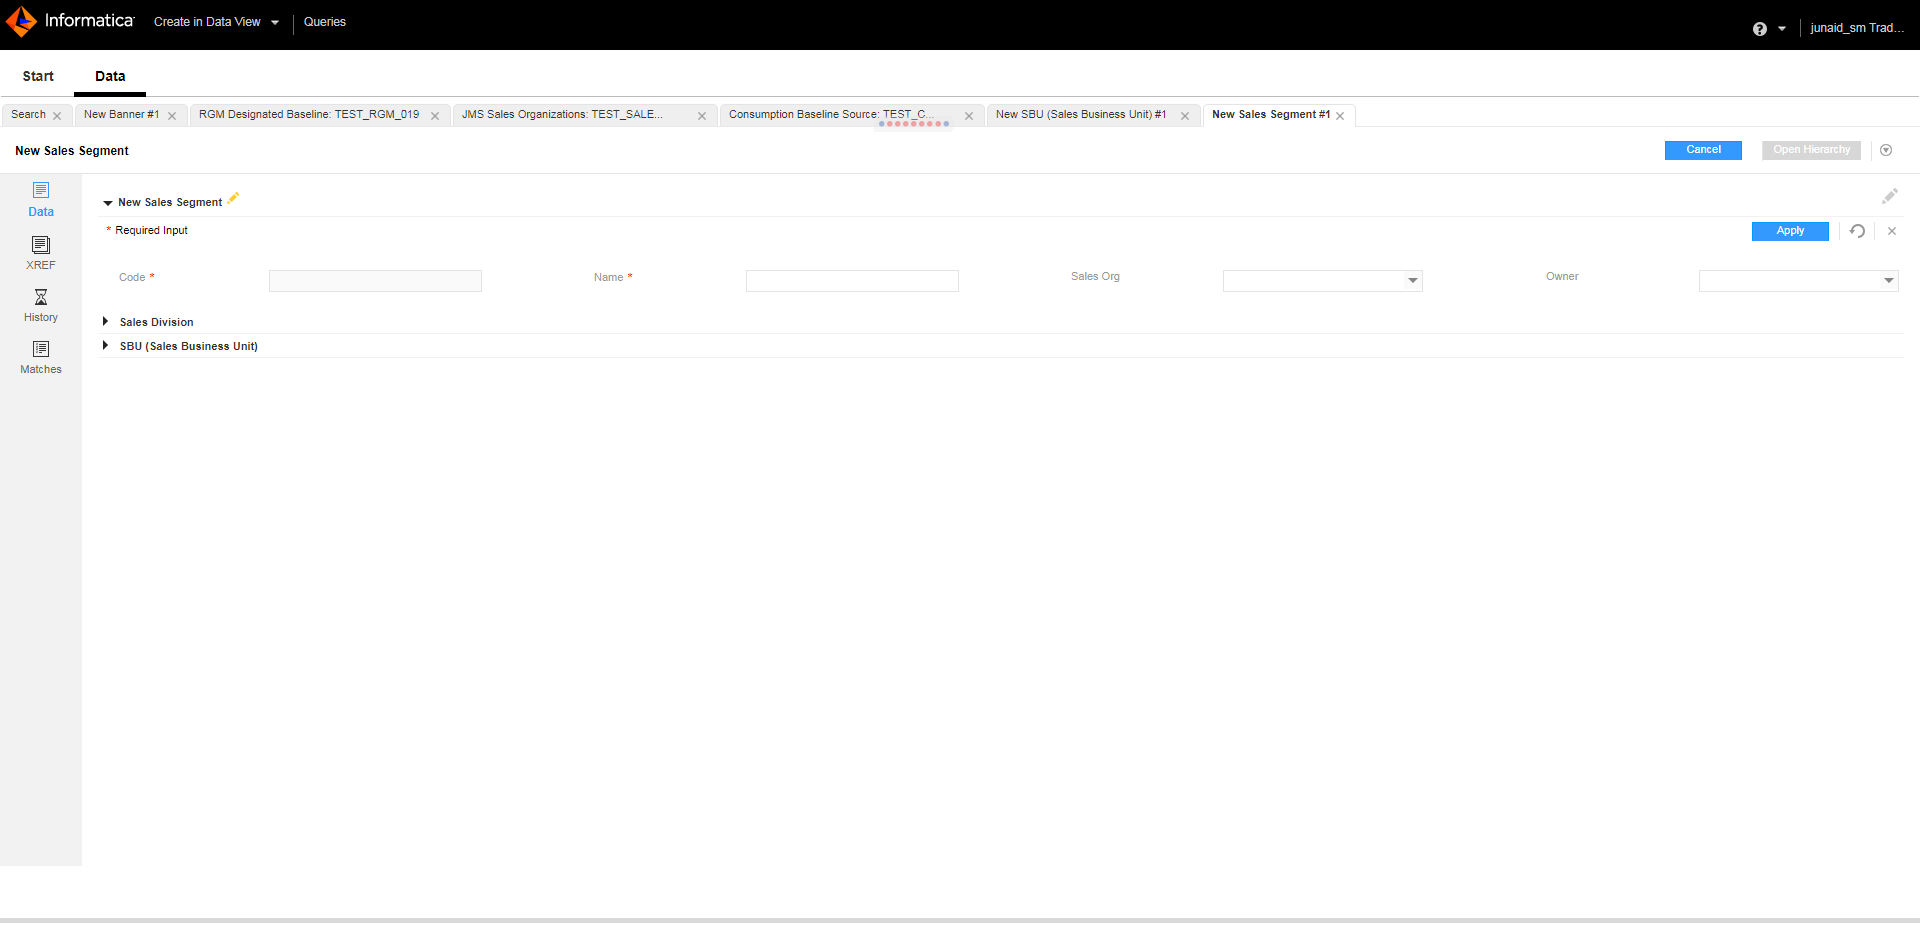 Informatica Create in Data View Queries junaid_sm Trad...
Start Data
Search New Banner #1 RGM Designated Baseline: TEST_RGM_019 JMS Sales Organizations: TEST_SALE... Consumption Baseline Source: TEST_C... New SBU (Sales Business Unit) #1 New Sales Segment #1
New Sales Segment Cancel Open Hierarchy
Data
XREF
History
Matches
New Sales Segment
* Required Input Apply
Code * Name * Sales Org Owner
Sales Division
SBU (Sales Business Unit)